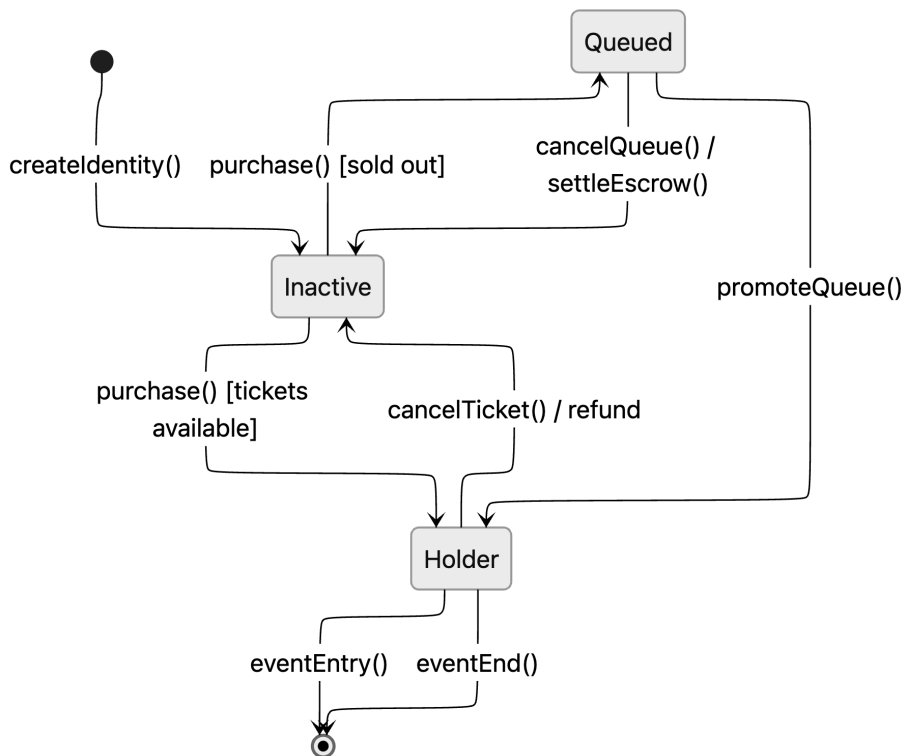 Queued
createIdentity()
purchase() [sold out]
cancelQueue() /
settleEscrow()
Inactive
promoteQueue()
purchase() [tickets
available]
cancelTicket() / refund
Holder
eventEntry()
eventEnd()